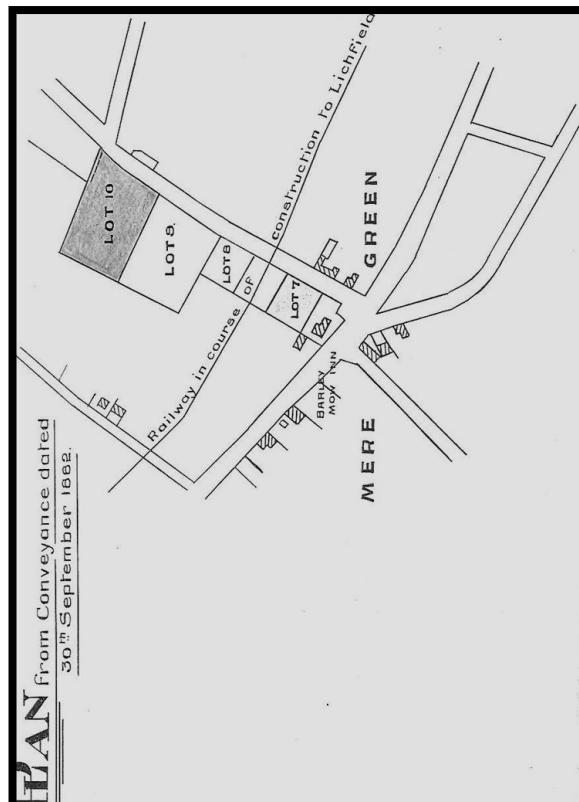 PLAN from Conveyance dated
30th September 1882.
LOT 10
LOT 9.
LOT 8
LOT 7
Railway in course of construction to Lichfield
MERE GREEN
BARLEY
MOW INN